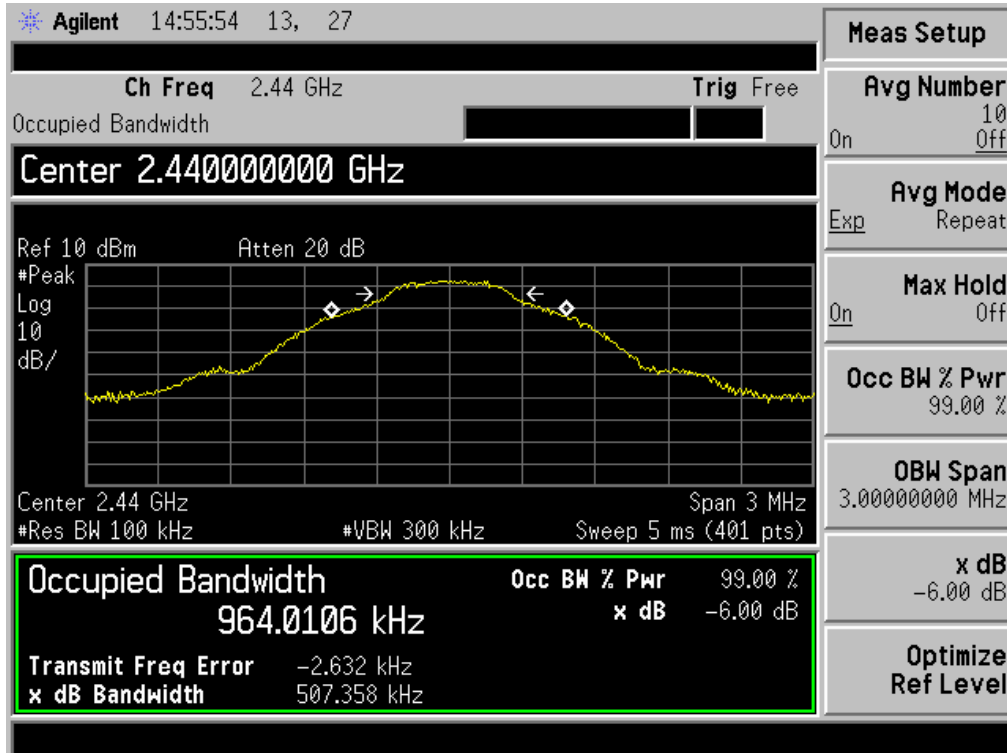 Agilent 14:55:54 13, 27
Ch Freq 2.44 GHz Trig Free
Occupied Bandwidth
Center 2.440000000 GHz
Ref 10 dBm Atten 20 dB
#Peak
Log
10
dB/
Center 2.44 GHz Span 3 MHz
#Res BW 100 kHz #VBW 300 kHz Sweep 5 ms (401 pts)
Occupied Bandwidth Occ BW % Pwr 99.00 %
964.0106 kHz x dB -6.00 dB
Transmit Freq Error -2.632 kHz
x dB Bandwidth 507.358 kHz
Meas Setup
Avg Number
10
On Off
Avg Mode
Exp Repeat
Max Hold
On Off
Occ BW % Pwr
99.00 %
OBW Span
3.00000000 MHz
x dB
-6.00 dB
Optimize
Ref Level